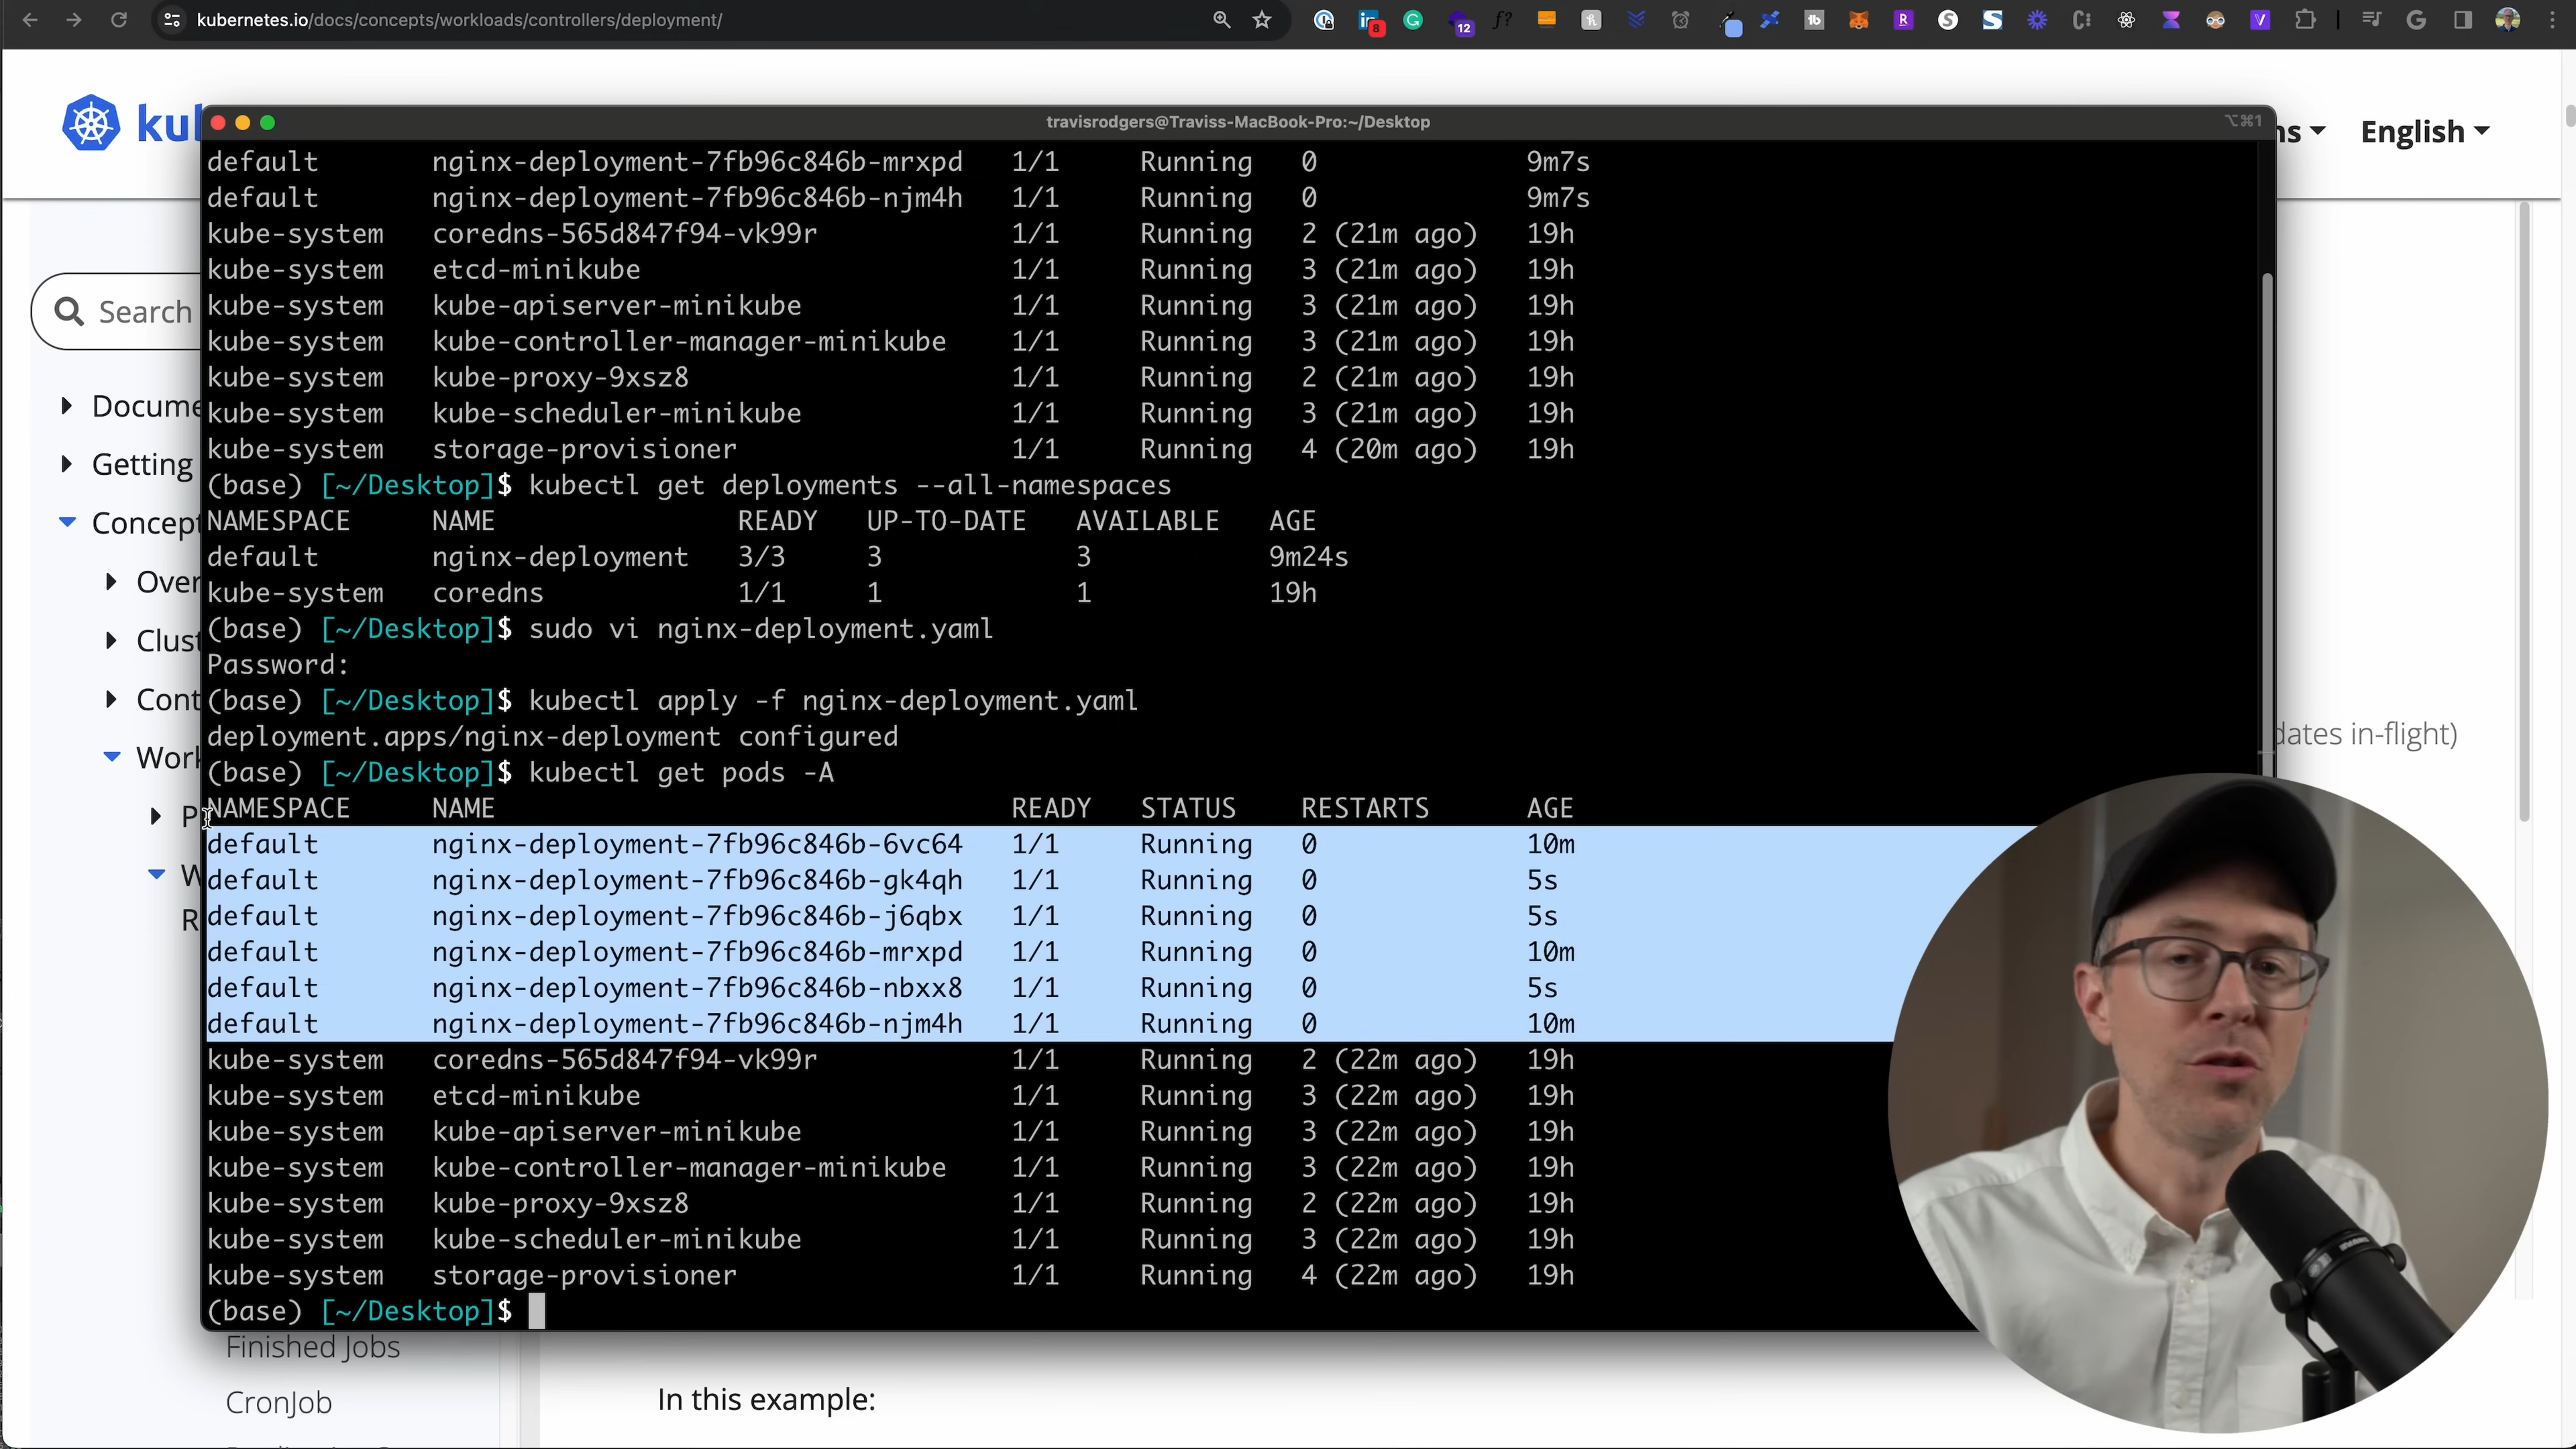 kubernetes.io/docs/concepts/workloads/controllers/deployment/
8
12
kub
ns
English
travisrodgers@Traviss-MacBook-Pro:~/Desktop
⌥⌘1
Search
Docume
Getting
Concept
Over
Clust
Cont
Work
P
W
R
default nginx-deployment-7fb96c846b-mrxpd 1/1 Running 0 9m7s
default nginx-deployment-7fb96c846b-njm4h 1/1 Running 0 9m7s
kube-system coredns-565d847f94-vk99r 1/1 Running 2 (21m ago) 19h
kube-system etcd-minikube 1/1 Running 3 (21m ago) 19h
kube-system kube-apiserver-minikube 1/1 Running 3 (21m ago) 19h
kube-system kube-controller-manager-minikube 1/1 Running 3 (21m ago) 19h
kube-system kube-proxy-9xsz8 1/1 Running 2 (21m ago) 19h
kube-system kube-scheduler-minikube 1/1 Running 3 (21m ago) 19h
kube-system storage-provisioner 1/1 Running 4 (20m ago) 19h
(base) [~/Desktop]$ kubectl get deployments --all-namespaces
NAMESPACE NAME READY UP-TO-DATE AVAILABLE AGE
default nginx-deployment 3/3 3 3 9m24s
kube-system coredns 1/1 1 1 19h
(base) [~/Desktop]$ sudo vi nginx-deployment.yaml
Password:
(base) [~/Desktop]$ kubectl apply -f nginx-deployment.yaml
deployment.apps/nginx-deployment configured
(base) [~/Desktop]$ kubectl get pods -A
NAMESPACE NAME READY STATUS RESTARTS AGE
default nginx-deployment-7fb96c846b-6vc64 1/1 Running 0 10m
default nginx-deployment-7fb96c846b-gk4qh 1/1 Running 0 5s
default nginx-deployment-7fb96c846b-j6qbx 1/1 Running 0 5s
default nginx-deployment-7fb96c846b-mrxpd 1/1 Running 0 10m
default nginx-deployment-7fb96c846b-nbxx8 1/1 Running 0 5s
default nginx-deployment-7fb96c846b-njm4h 1/1 Running 0 10m
kube-system coredns-565d847f94-vk99r 1/1 Running 2 (22m ago) 19h
kube-system etcd-minikube 1/1 Running 3 (22m ago) 19h
kube-system kube-apiserver-minikube 1/1 Running 3 (22m ago) 19h
kube-system kube-controller-manager-minikube 1/1 Running 3 (22m ago) 19h
kube-system kube-proxy-9xsz8 1/1 Running 2 (22m ago) 19h
kube-system kube-scheduler-minikube 1/1 Running 3 (22m ago) 19h
kube-system storage-provisioner 1/1 Running 4 (22m ago) 19h
(base) [~/Desktop]$
dates in-flight)
Finished Jobs
CronJob
In this example: